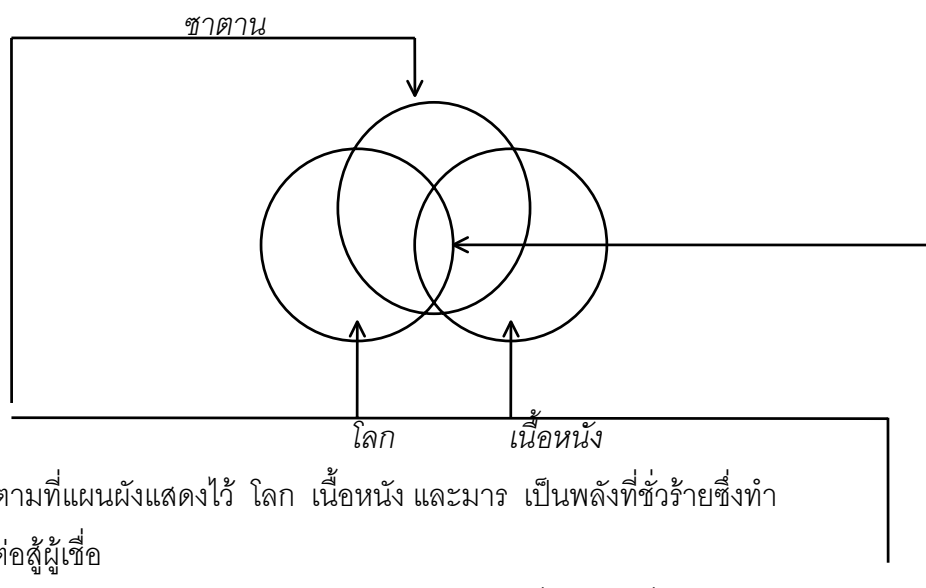 ซาตาน
โลก เนื้อหนัง
ตามที่แผนผังแสดงไว้ โลก เนื้อหนัง และมาร เป็นพลังที่ชั่วร้ายซึ่งทำ
ต่อสู้ผู้เชื่อ